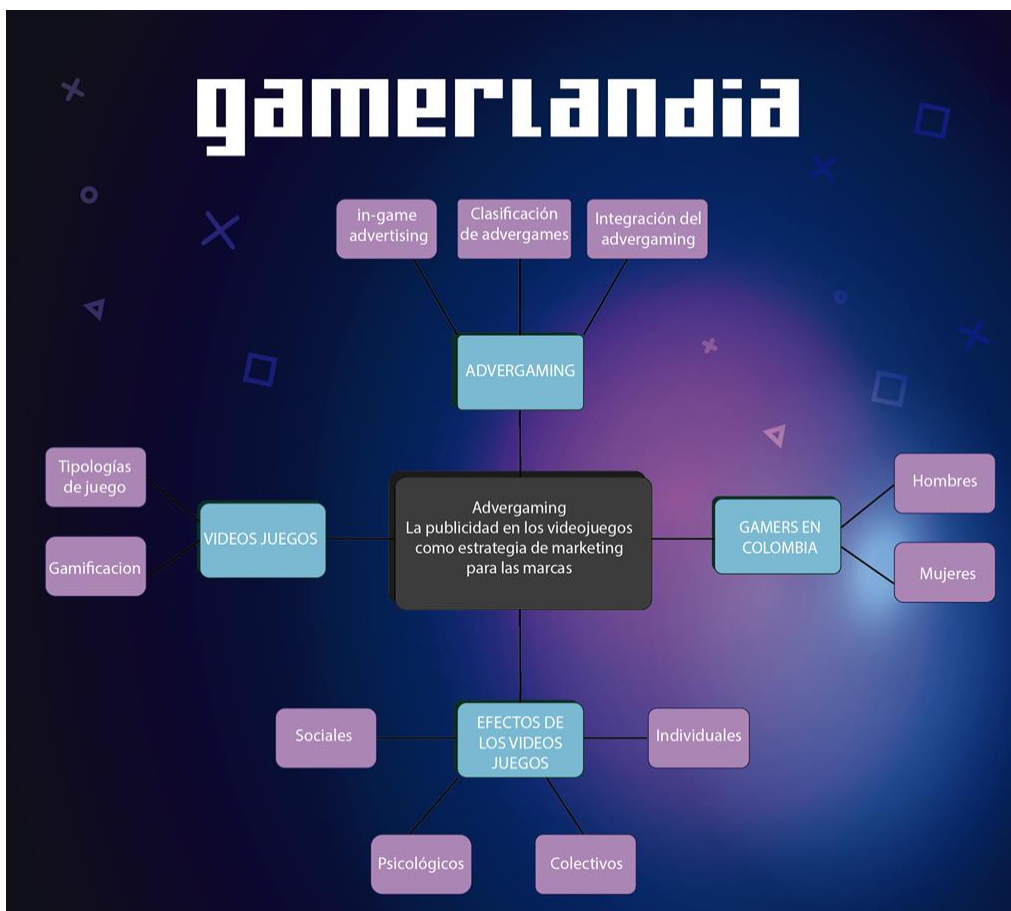 gamerlandia
in-game
advertising
Clasificación
de advergames
Integración del
advergaming
ADVERGAMING
Tipologías
de juego
Gamificacion
VIDEOS JUEGOS
Advergaming
La publicidad en los videojuegos
como estrategia de marketing
para las marcas
GAMERS EN
COLOMBIA
Hombres
Mujeres
Sociales
EFECTOS DE
LOS VIDEOS
JUEGOS
Individuales
Psicológicos
Colectivos